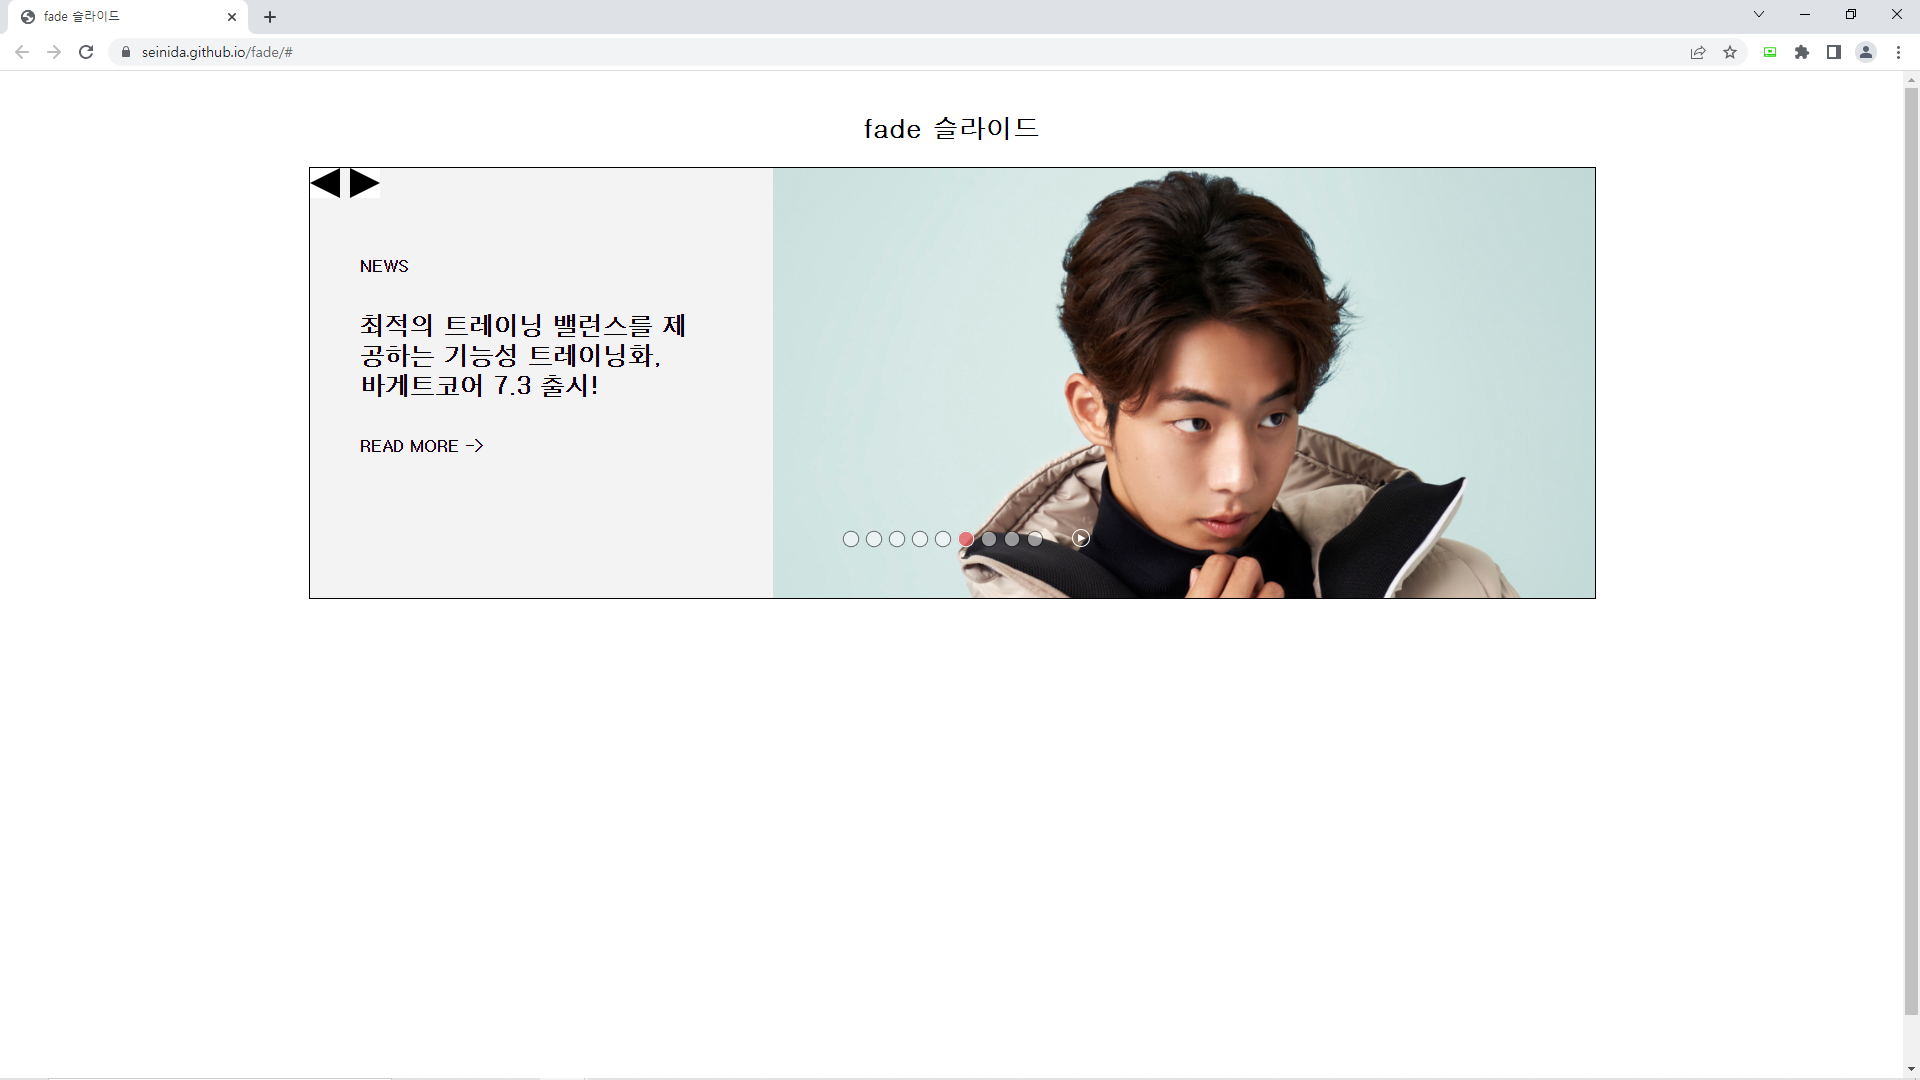 fade 슬라이드
seinida.github.io/fade/#
fade 슬라이드
NEWS
최적의 트레이닝 밸런스를 제
공하는 기능성 트레이닝화,
바게트코어 7.3 출시!
READ MORE ->